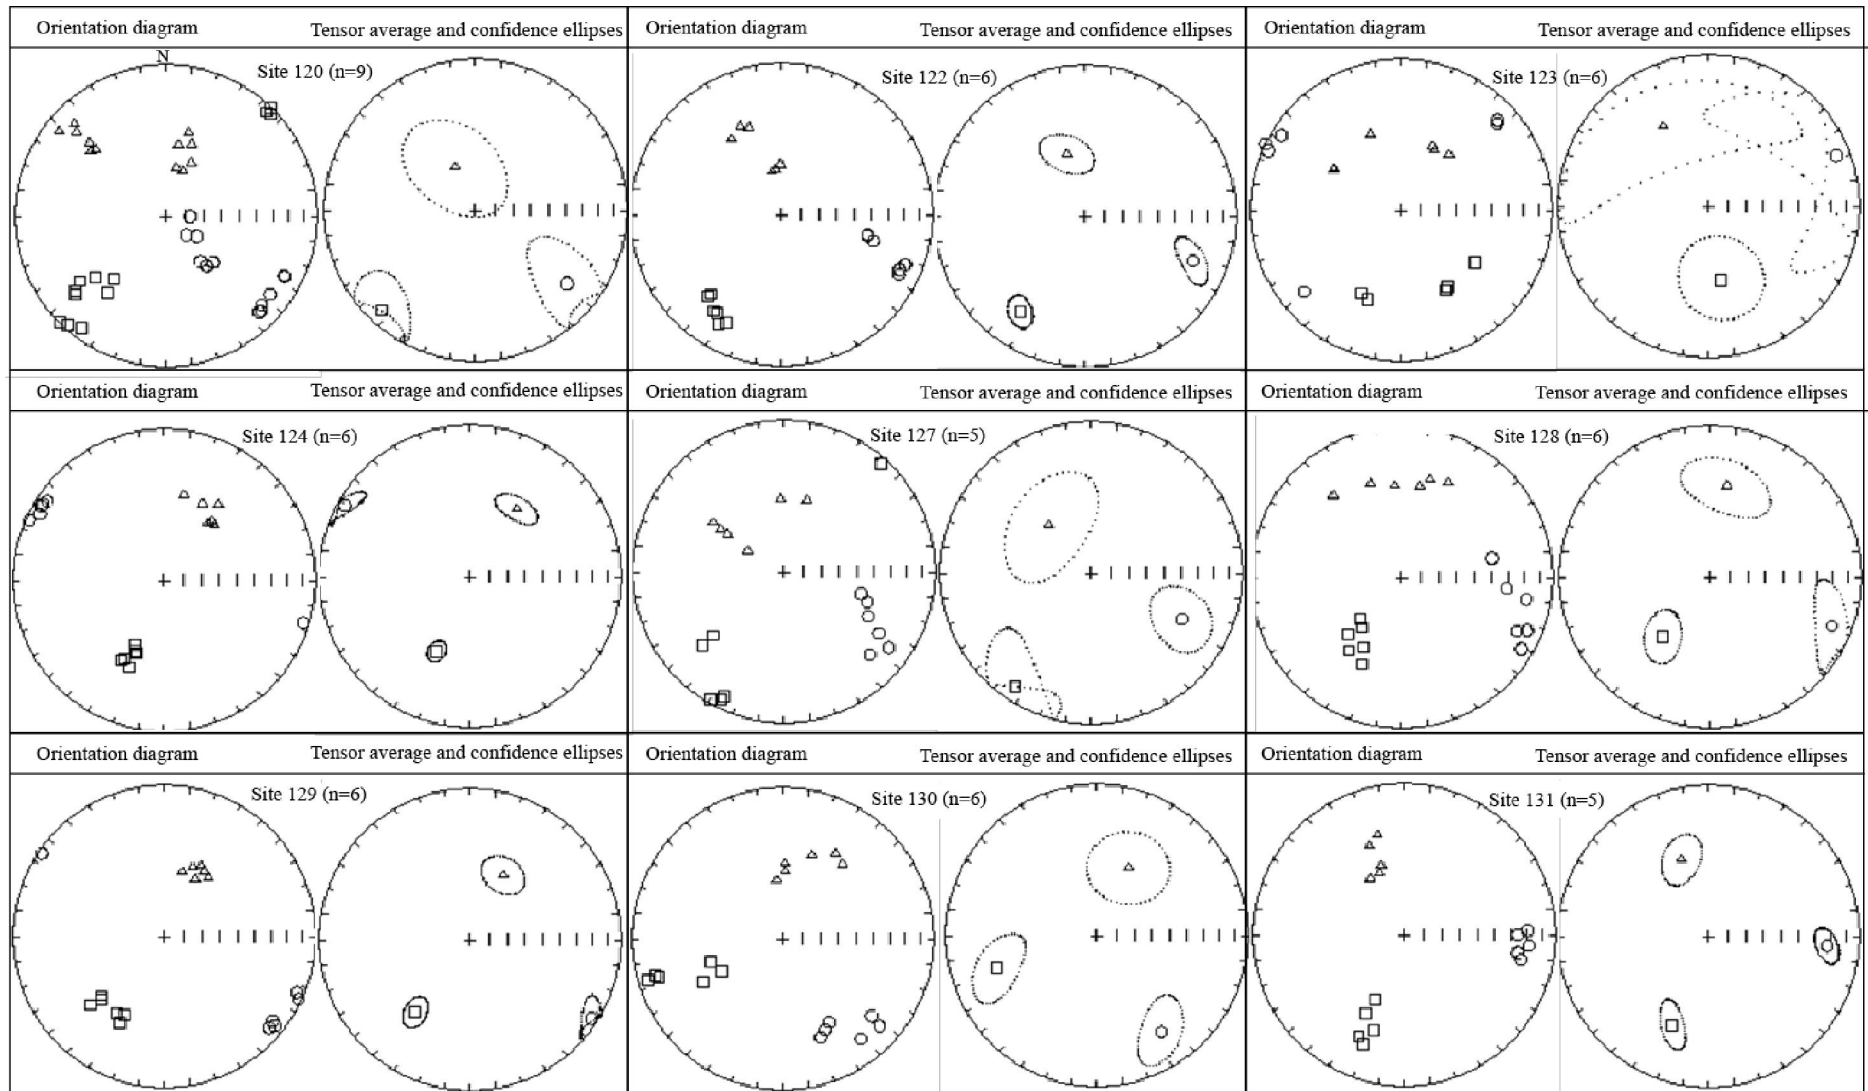 Orientation diagram Tensor average and confidence ellipses Orientation diagram Tensor average and confidence ellipses Orientation diagram Tensor average and confidence ellipses
N
Site 120 (n=9) Site 122 (n=6) Site 123 (n=6)
Orientation diagram Tensor average and confidence ellipses Orientation diagram Tensor average and confidence ellipses Orientation diagram Tensor average and confidence ellipses
Site 124 (n=6) Site 127 (n=5) Site 128 (n=6)
Orientation diagram Tensor average and confidence ellipses Orientation diagram Tensor average and confidence ellipses Orientation diagram Tensor average and confidence ellipses
Site 129 (n=6) Site 130 (n=6) Site 131 (n=5)